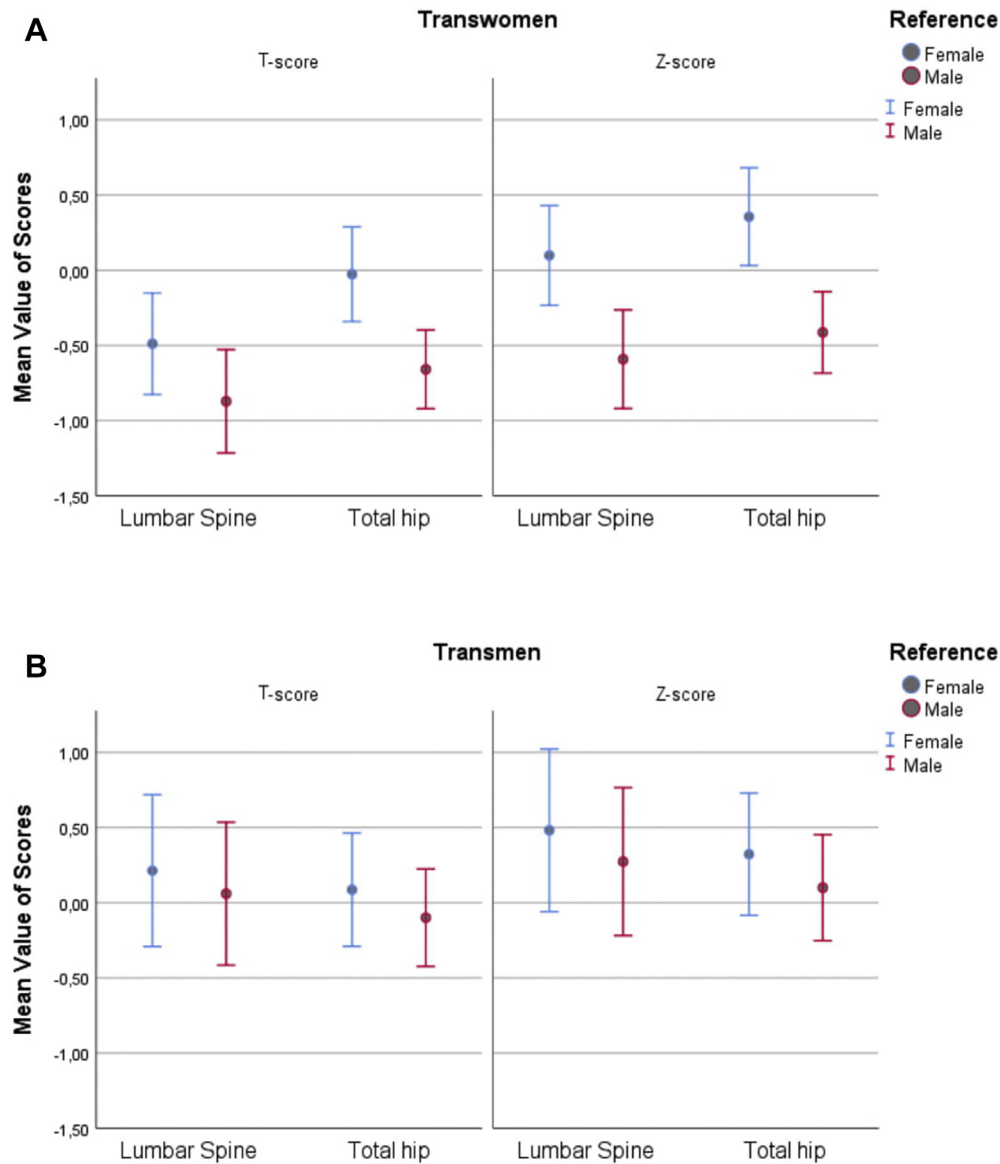 A
Transwomen
Reference
T-score
Z-score
Female
Male
Female
Male
Mean Value of Scores
1,00
0,50
0,00
-0,50
-1,00
-1,50
Lumbar Spine
Total hip
Lumbar Spine
Total hip
B
Transmen
Reference
T-score
Z-score
Female
Male
Female
Male
Mean Value of Scores
1,00
0,50
0,00
-0,50
-1,00
-1,50
Lumbar Spine
Total hip
Lumbar Spine
Total hip